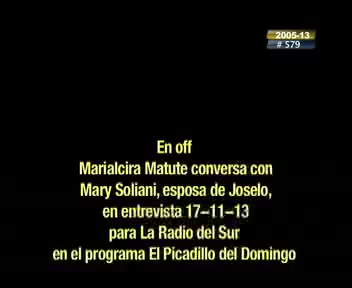 2005-13
# 579
En off
Marialcira Matute conversa con
Mary Soliani, esposa de Joselo,
en entrevista 17-11-13
para La Radio del Sur
en el programa El Picadillo del Domingo